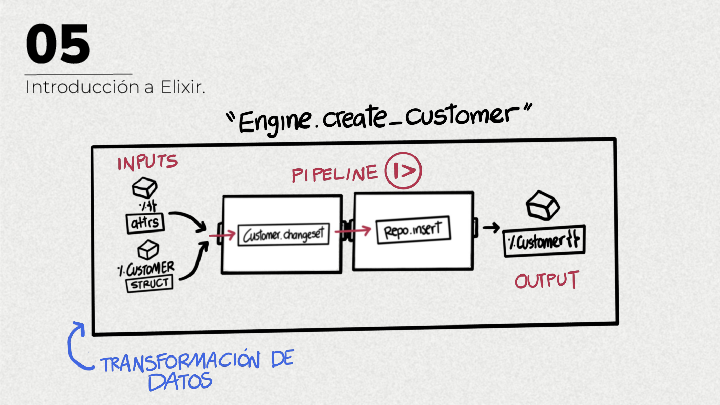 05
Introducción a Elixir.
"Engine.create_customer"
INPUTS
PIPELINE |>
%{}
attrs
%.CUSTOMER
STRUCT
Customer.changeset
Repo.insert
%Customer{}
OUTPUT
TRANSFORMACIÓN DE
DATOS